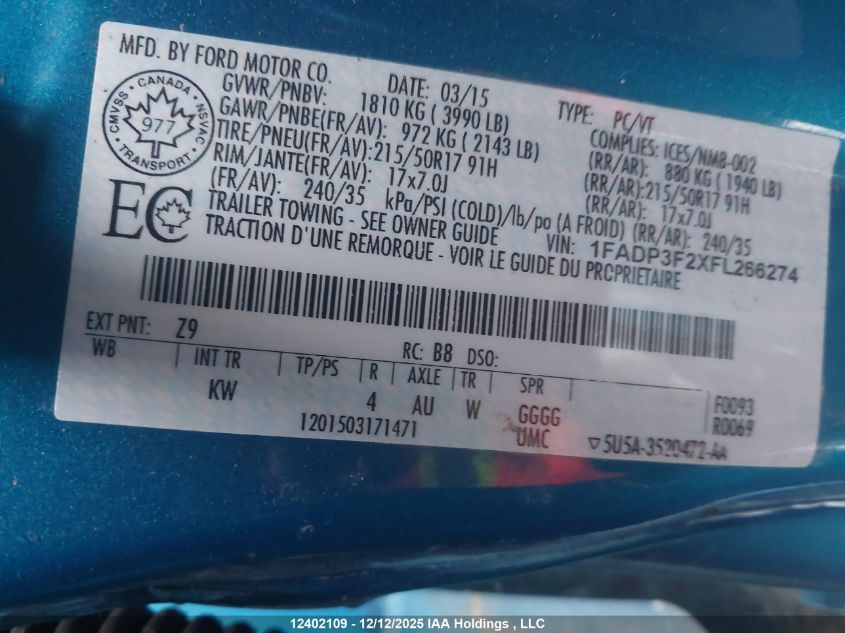 MFD. BY FORD MOTOR CO.
DATE: 03/15 TYPE: PC/VT
GVWR/PNBV: 1810 KG ( 3990 LB) COMPLIES: ICES/NMB-002
GAWR/PNBE(FR/AV): 972 KG ( 2143 LB) (RR/AR): 880 KG ( 1940 LB)
TIRE/PNEU(FR/AV):215/50R17 91H (RR/AR):215/50R17 91H
RIM/JANTE(FR/AV): 17x7.0J (RR/AR): 17x7.0J
(FR/AV): 240/35 kPa/PSI (COLD)/lb/po (A FROID) (RR/AR): 240/35
TRAILER TOWING - SEE OWNER GUIDE VIN: 1FADP3F2XFL266274
TRACTION D'UNE REMORQUE - VOIR LE GUIDE DU PROPRIETAIRE
CMVSS CANADA NSVAC
977
TRANSPORT
EC
EXT PNT: Z9 RC: B8 DSO:
WB INT TR TP/PS R AXLE TR SPR
KW 4 AU W GGGG F0093
1201503171471 UMC R0069
5U5A-3520472-AA
12402109 - 12/12/2025 IAA Holdings , LLC